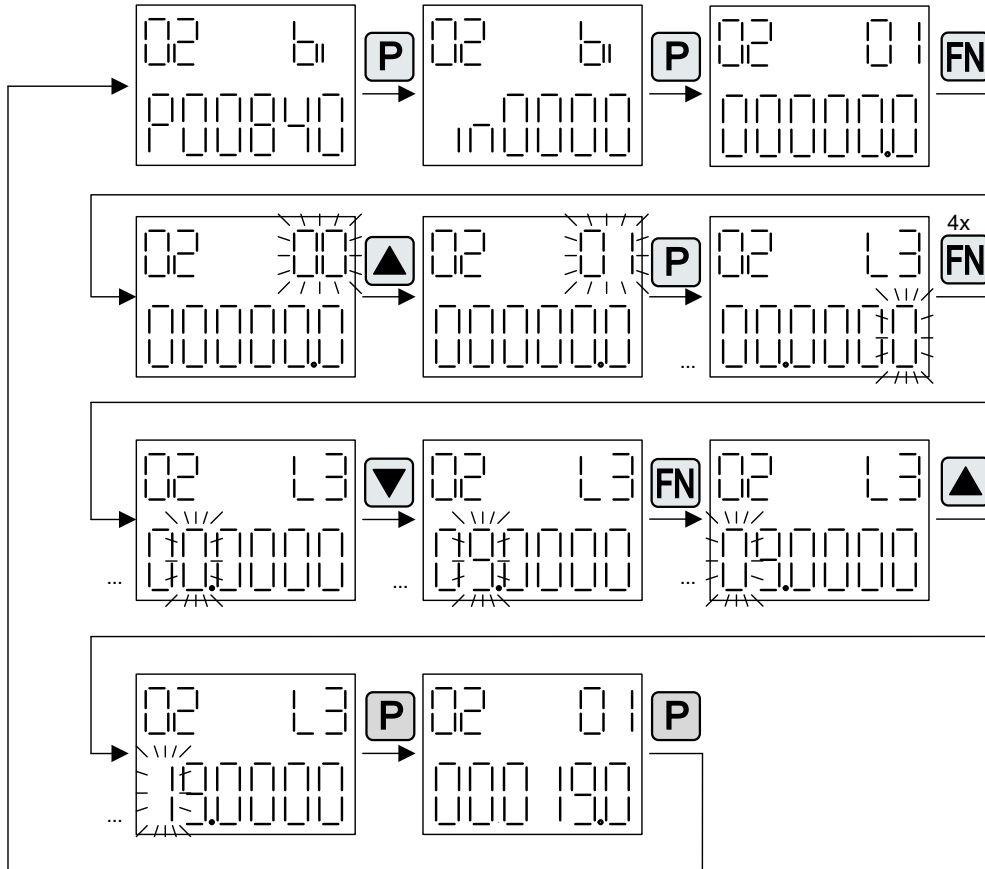 02 bi P 02 bi P 02 01 FN
P00840 in0000 00000.0
4x
02 00 ▲ 02 01 P 02 L3 FN
00000.0 00000.0 ... 00.0000
02 L3 ▼ 02 L3 FN 02 L3 ▲
... 00.0000 ... 09.0000 ... 09.0000
02 L3 P 02 01 P
... 19.0000 00019.0